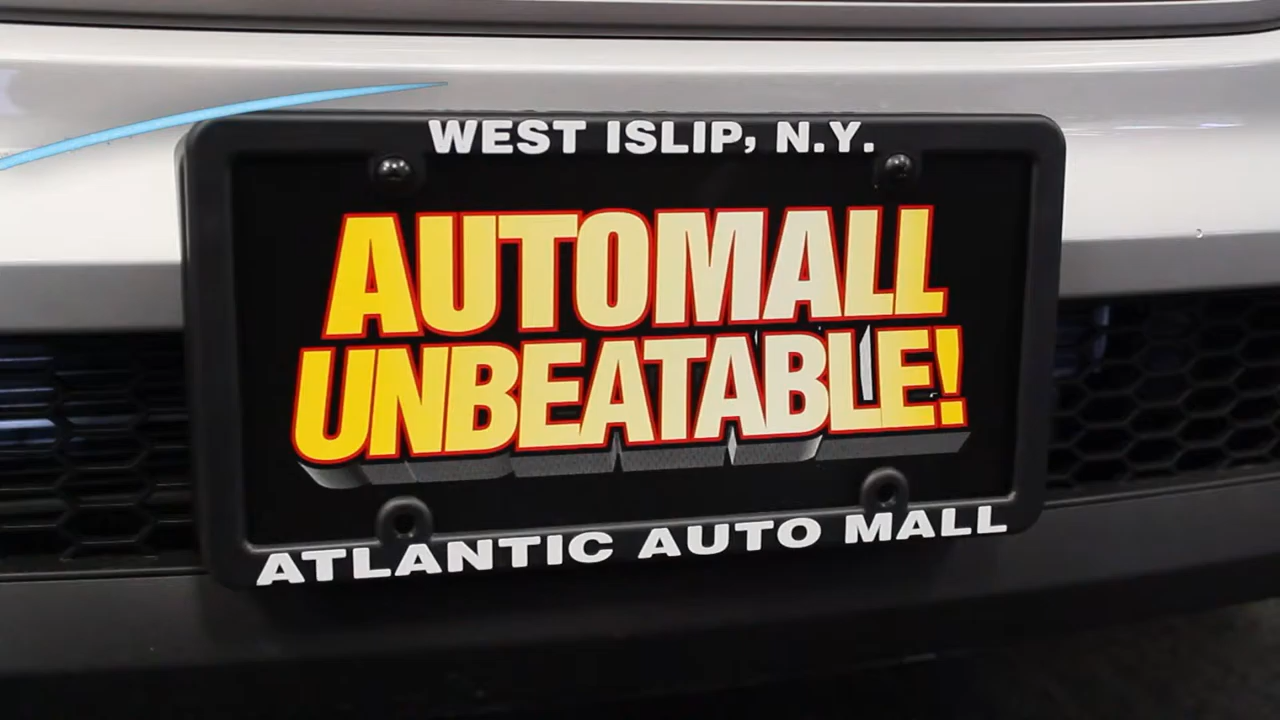 WEST ISLIP, N.Y.
AUTOMALL
UNBEATABLE!
ATLANTIC AUTO MALL